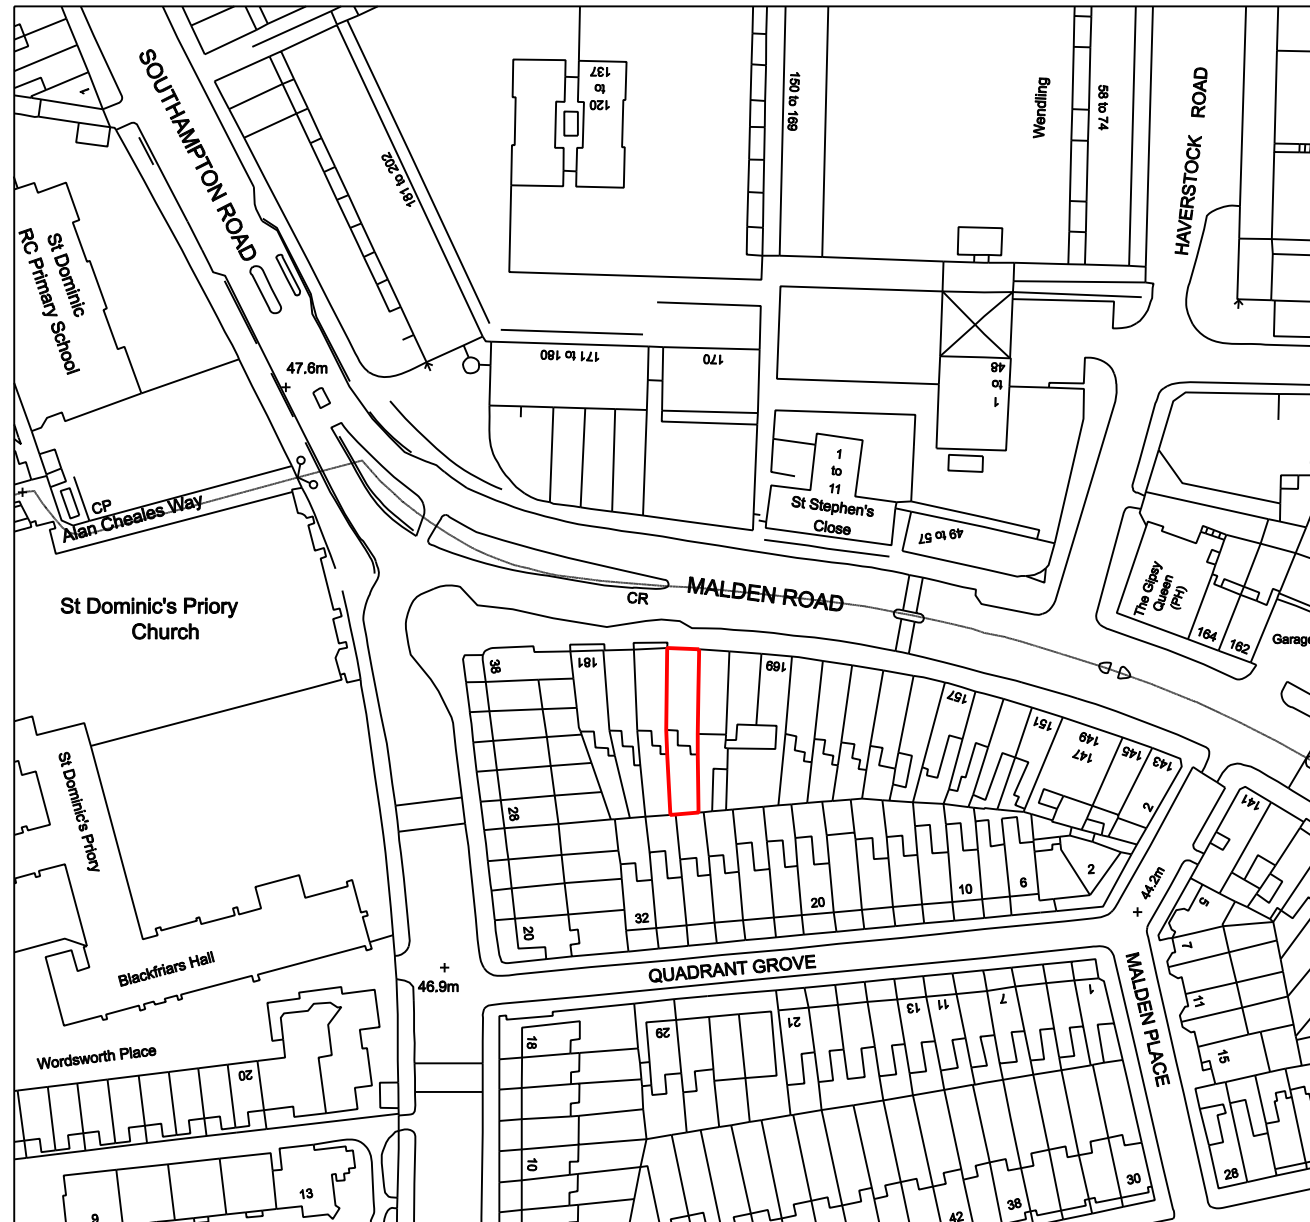 SOUTHAMPTON ROAD
1
137
to
120
150 to 169
Wendling
58 to 74
HAVERSTOCK ROAD
181 to 202
St Dominic
RC Primary School
47.6m
171 to 180
170
48
to
1
1
to
11
St Stephen's
Close
49 to 57
CP
Alan Cheales Way
The Gipsy
Queen
(PH)
164
162
Garage
St Dominic's Priory
Church
CR
MALDEN ROAD
38
181
169
157
151
149
147
145
143
2
141
St Dominic's Priory
28
2
44.2m
32
20
10
6
20
5
7
11
15
Blackfriars Hall
46.9m
QUADRANT GROVE
MALDEN PLACE
29
21
13
11
7
1
18
Wordsworth Place
20
10
9
13
42
38
30
28